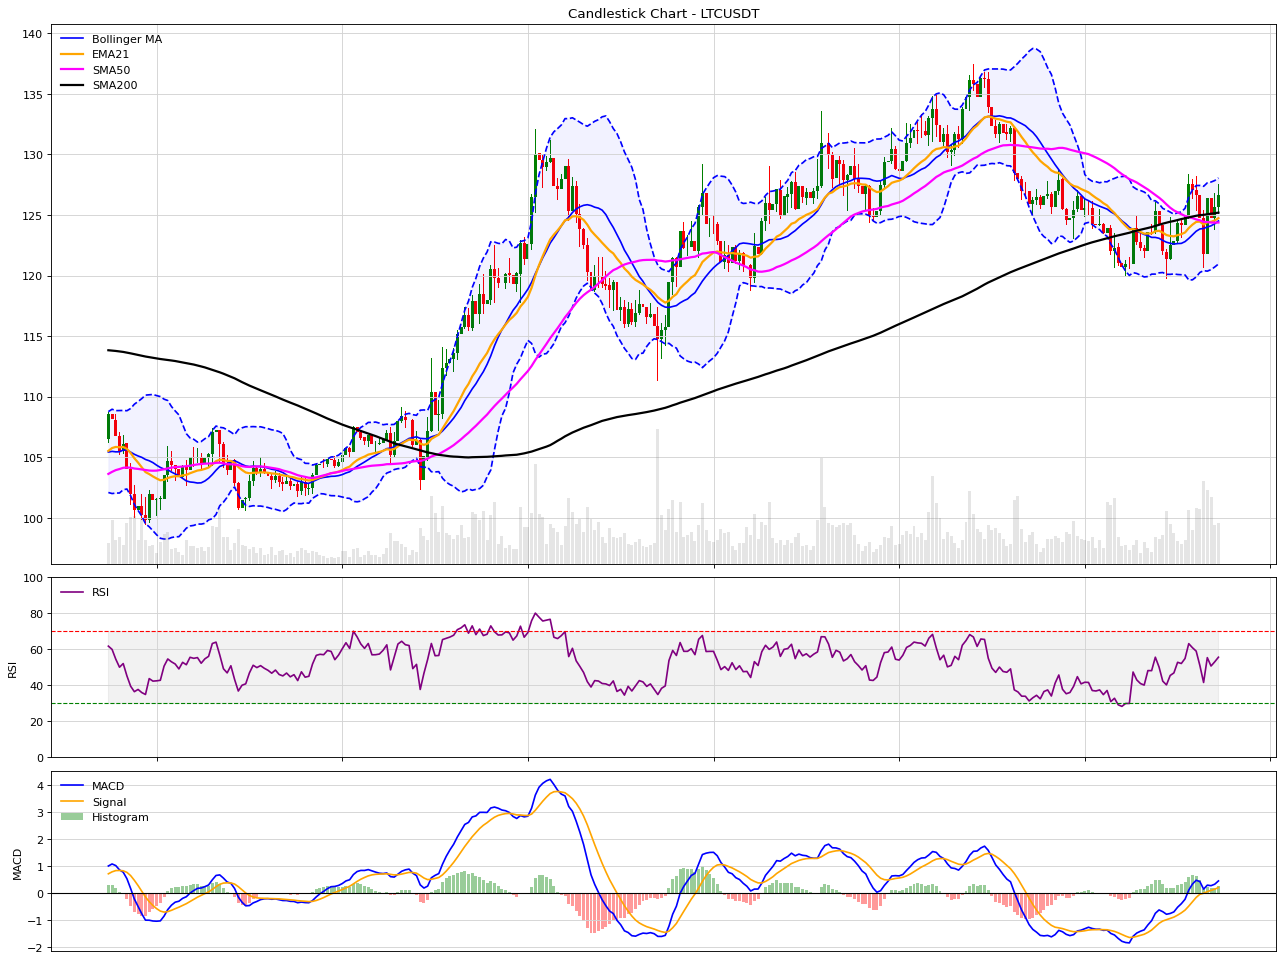 Candlestick Chart - LTCUSDT
Bollinger MA
EMA21
SMA50
SMA200
140
135
130
125
120
115
110
105
100
100
80
60
40
20
0
RSI
RSI
4
3
2
1
0
−1
−2
MACD
MACD
Signal
Histogram